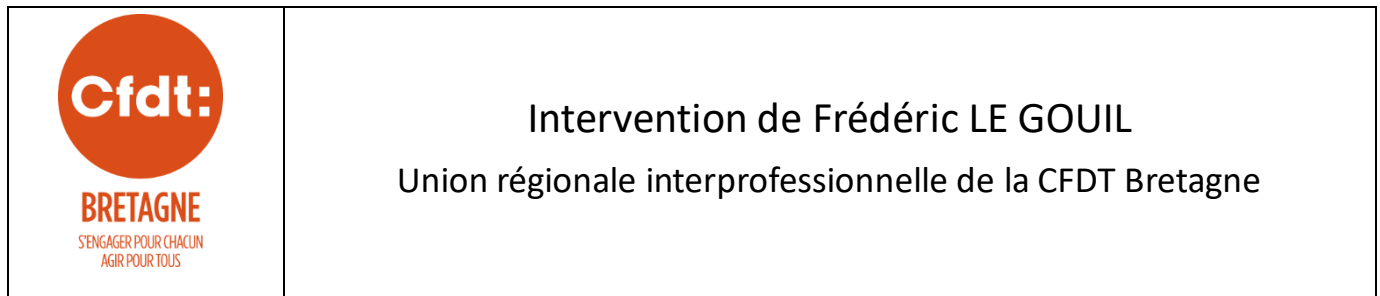 Cfdt:
BRETAGNE
S'ENGAGER POUR CHACUN
AGIR POUR TOUS
Intervention de Frédéric LE GOUIL
Union régionale interprofessionnelle de la CFDT Bretagne